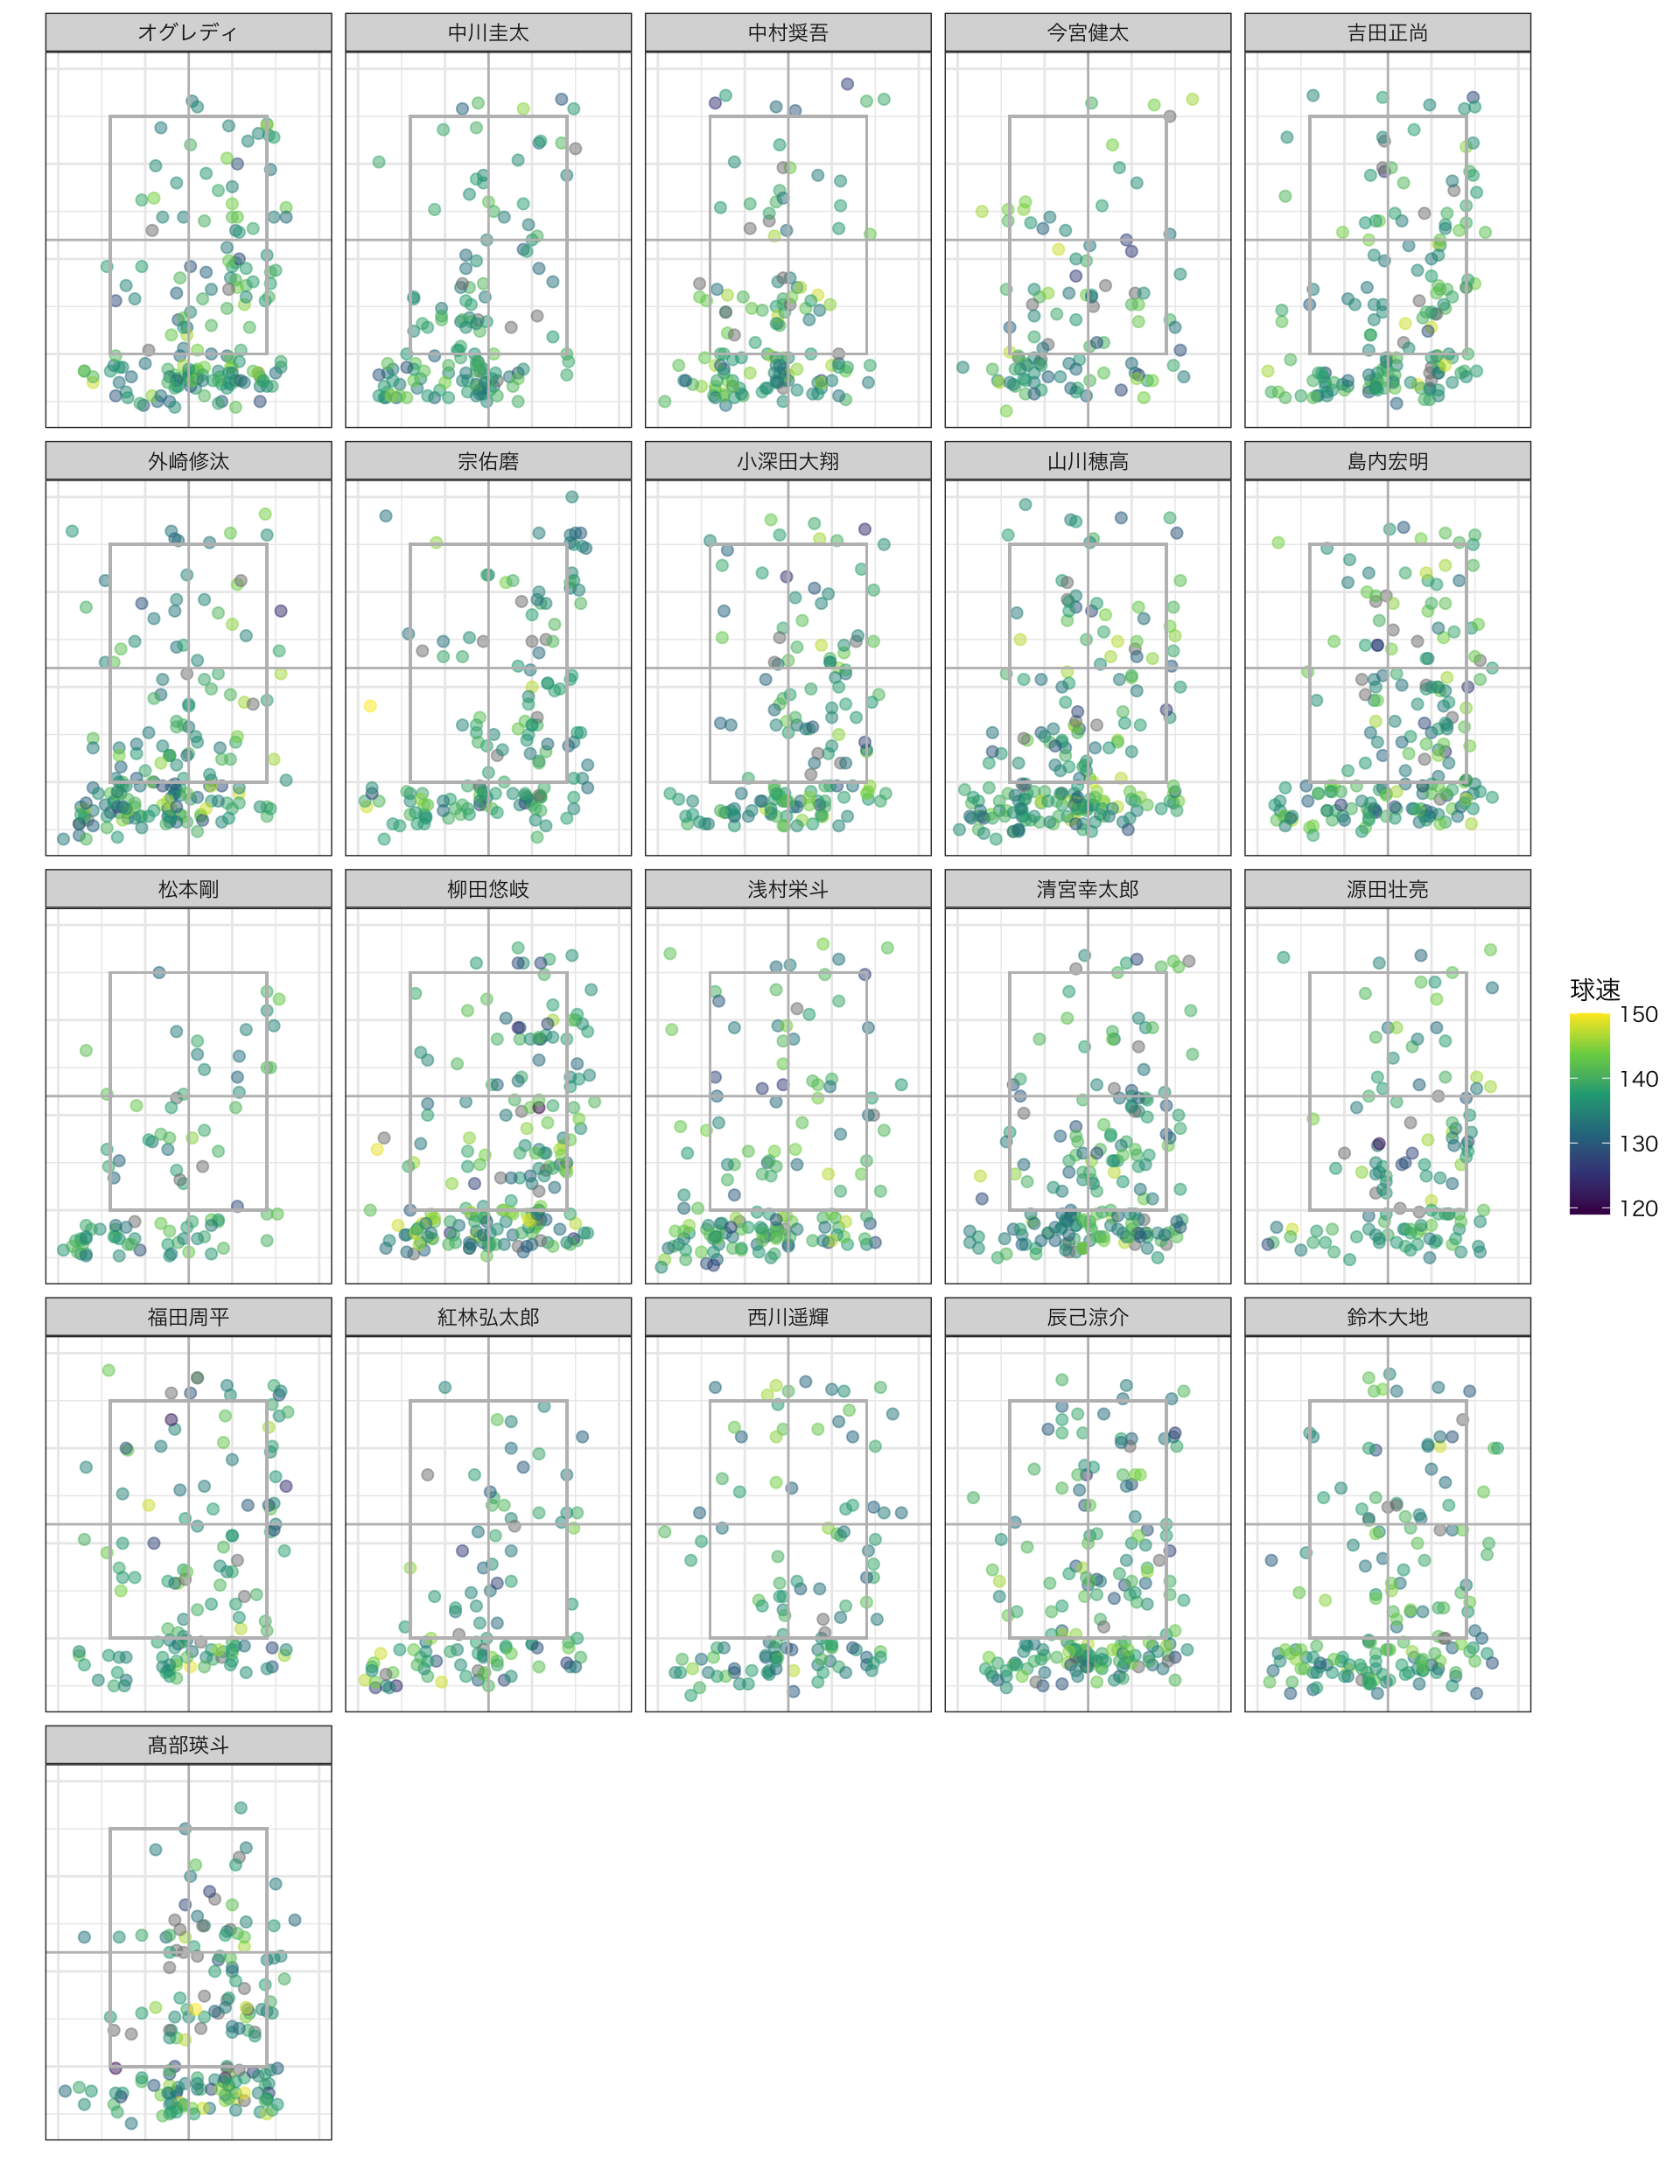 オグレディ
中川圭太
中村奨吾
今宮健太
吉田正尚
外崎修汰
宗佑磨
小深田大翔
山川穂高
島内宏明
松本剛
柳田悠岐
浅村栄斗
清宮幸太郎
源田壮亮
球速
150
140
130
120
福田周平
紅林弘太郎
西川遥輝
辰己涼介
鈴木大地
髙部瑛斗